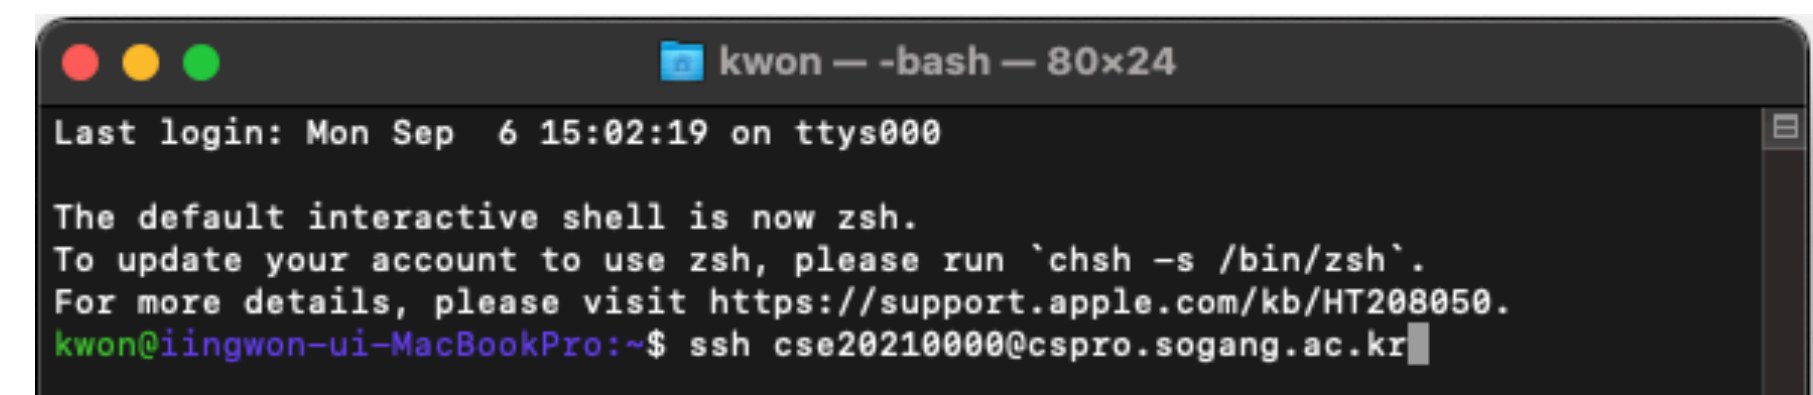 kwon — -bash — 80×24
Last login: Mon Sep  6 15:02:19 on ttys000
The default interactive shell is now zsh.
To update your account to use zsh, please run `chsh -s /bin/zsh`.
For more details, please visit https://support.apple.com/kb/HT208050.
kwon@iingwon-ui-MacBookPro:~$ ssh cse20210000@cspro.sogang.ac.kr